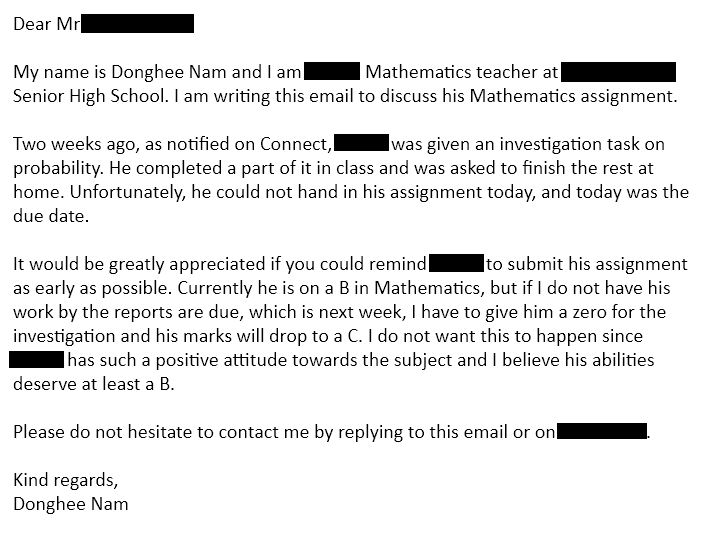 Dear Mr
My name is Donghee Nam and I am Mathematics teacher at
Senior High School. I am writing this email to discuss his Mathematics assignment.
Two weeks ago, as notified on Connect, was given an investigation task on
probability. He completed a part of it in class and was asked to finish the rest at
home. Unfortunately, he could not hand in his assignment today, and today was the
due date.
It would be greatly appreciated if you could remind to submit his assignment
as early as possible. Currently he is on a B in Mathematics, but if I do not have his
work by the reports are due, which is next week, I have to give him a zero for the
investigation and his marks will drop to a C. I do not want this to happen since
has such a positive attitude towards the subject and I believe his abilities
deserve at least a B.
Please do not hesitate to contact me by replying to this email or on .
Kind regards,
Donghee Nam